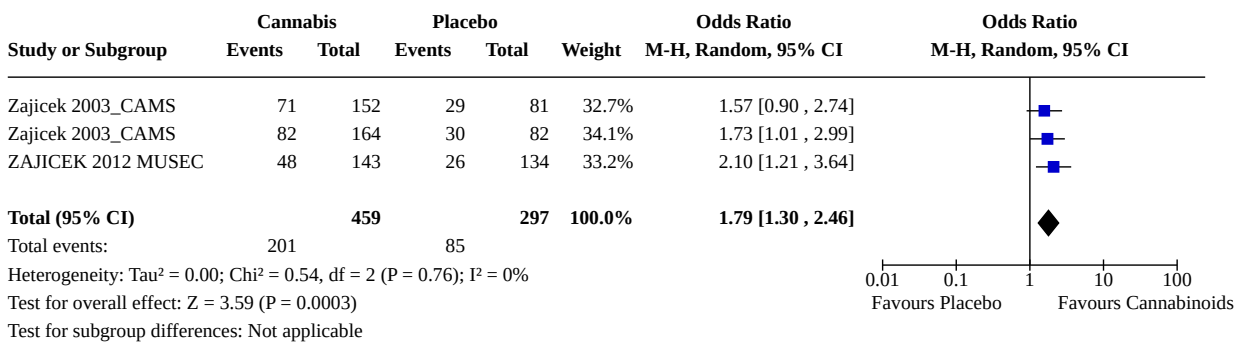 Cannabis Placebo Odds Ratio Odds Ratio
Study or Subgroup Events Total Events Total Weight M-H, Random, 95% CI M-H, Random, 95% CI
Zajicek 2003_CAMS 71 152 29 81 32.7% 1.57 [0.90 , 2.74]
Zajicek 2003_CAMS 82 164 30 82 34.1% 1.73 [1.01 , 2.99]
ZAJICEK 2012 MUSEC 48 143 26 134 33.2% 2.10 [1.21 , 3.64]
Total (95% CI) 459 297 100.0% 1.79 [1.30 , 2.46]
Total events: 201 85
Heterogeneity: Tau² = 0.00; Chi² = 0.54, df = 2 (P = 0.76); I² = 0%
0.01 0.1 1 10 100
Test for overall effect: Z = 3.59 (P = 0.0003) Favours Placebo Favours Cannabinoids
Test for subgroup differences: Not applicable